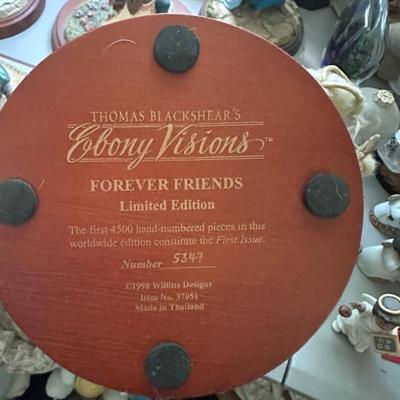 THOMAS BLACKSHEAR'S
Ebony Visions™
FOREVER FRIENDS
Limited Edition
The first 4500 hand-numbered pieces in this
worldwide edition constitute the First Issue.
Number 5347
©1998 Willitts Designs
Item No. 37051
Made in Thailand